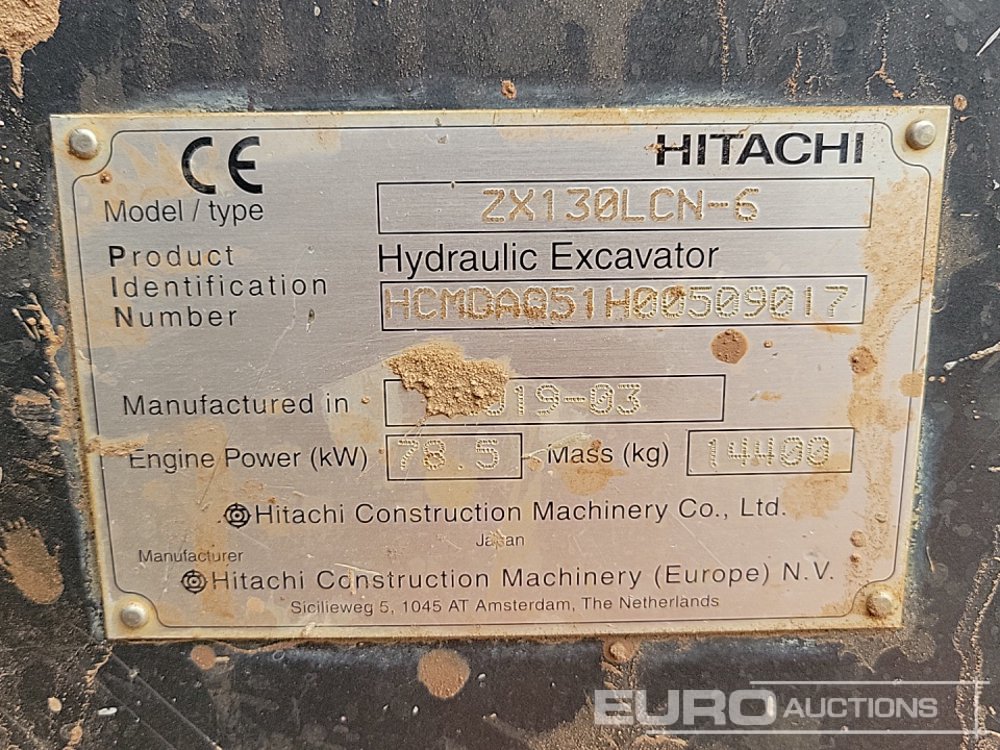 CE
HITACHI
Model / type ZX130LCN-6
Product Hydraulic Excavator
Identification
Number HCMDAQ51H00509017
Manufactured in 019-03
Engine Power (kW) 78.5 Mass (kg) 14400
Hitachi Construction Machinery Co., Ltd.
Japan
Manufacturer
Hitachi Construction Machinery (Europe) N.V.
Sicilieweg 5, 1045 AT Amsterdam, The Netherlands
EURO AUCTIONS